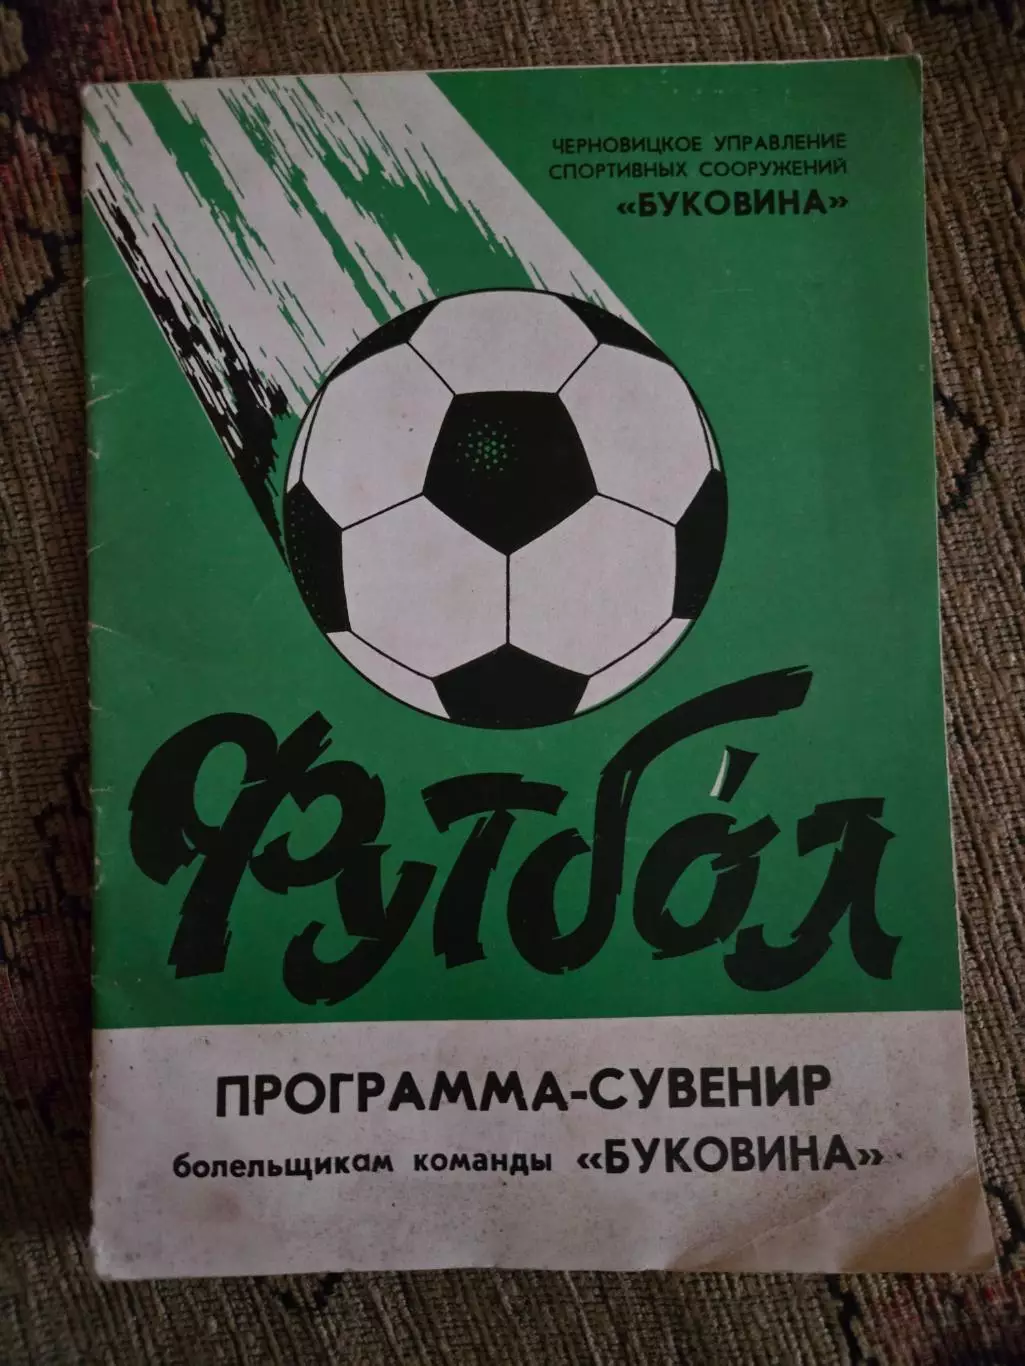 ЧЕРНОВИЦКОЕ УПРАВЛЕНИЕ
СПОРТИВНЫХ СООРУЖЕНИЙ
«БУКОВИНА»
Футбол
ПРОГРАММА-СУВЕНИР
болельщикам команды «БУКОВИНА»